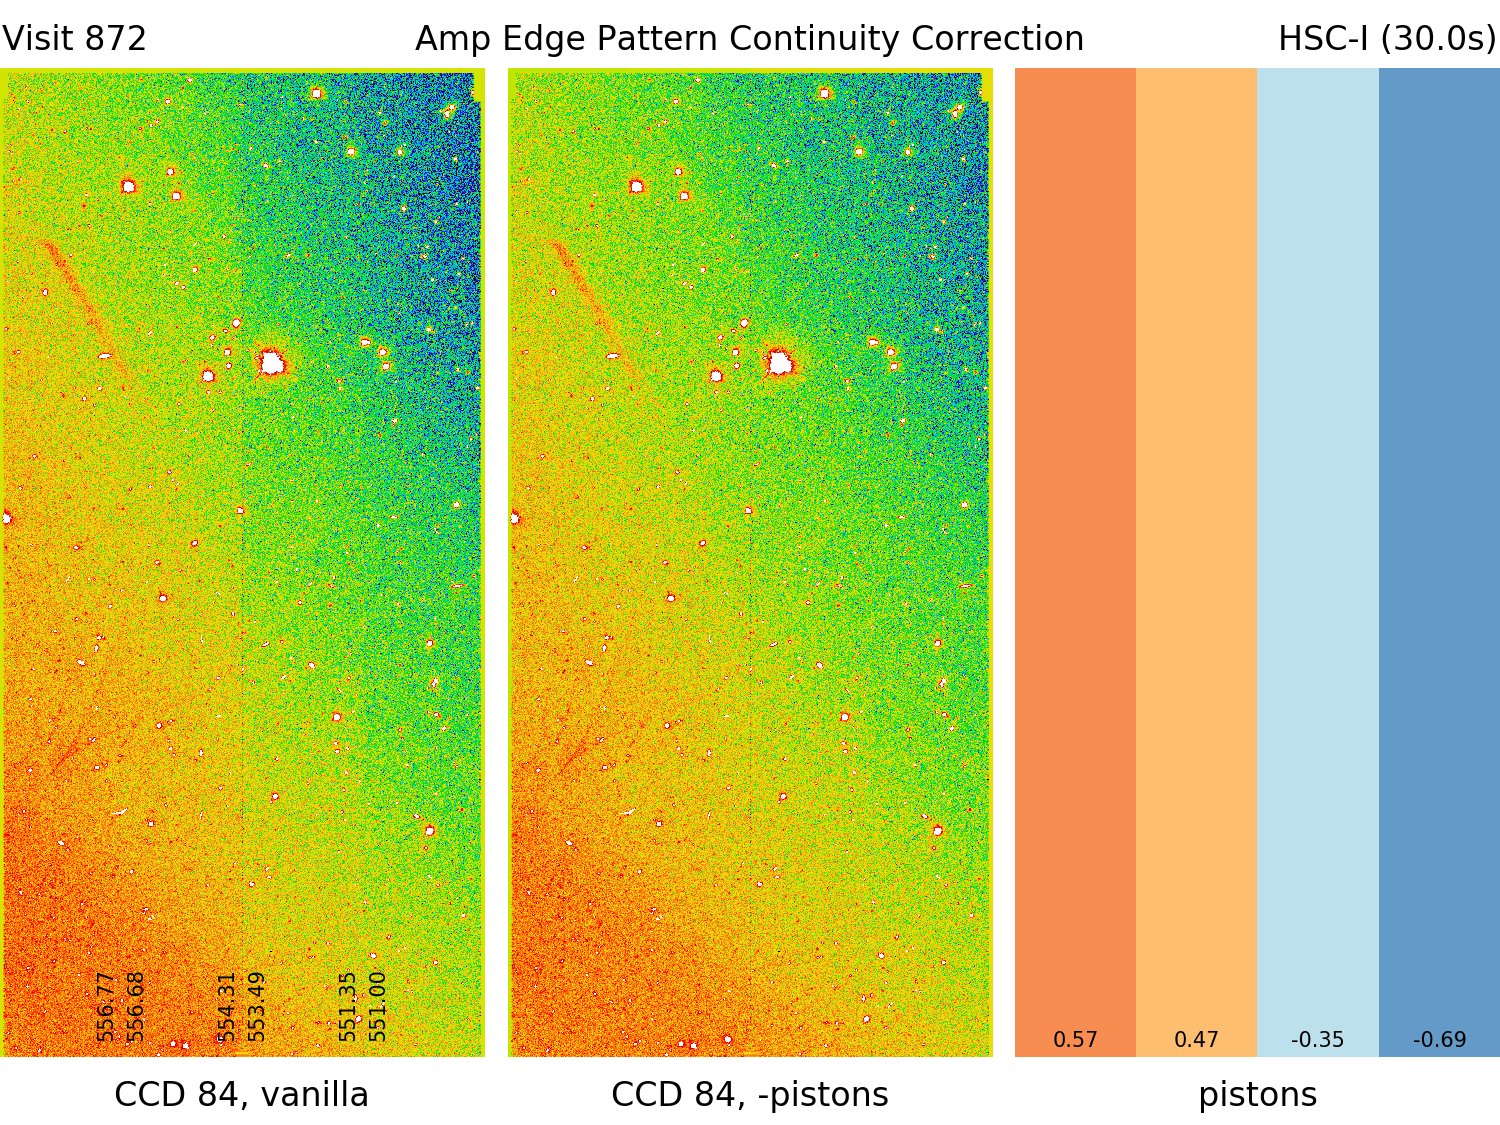 Visit 872
Amp Edge Pattern Continuity Correction
HSC-I (30.0s)
556.77
556.68
554.31
553.49
551.35
551.00
0.57
0.47
-0.35
-0.69
CCD 84, vanilla
CCD 84, -pistons
pistons